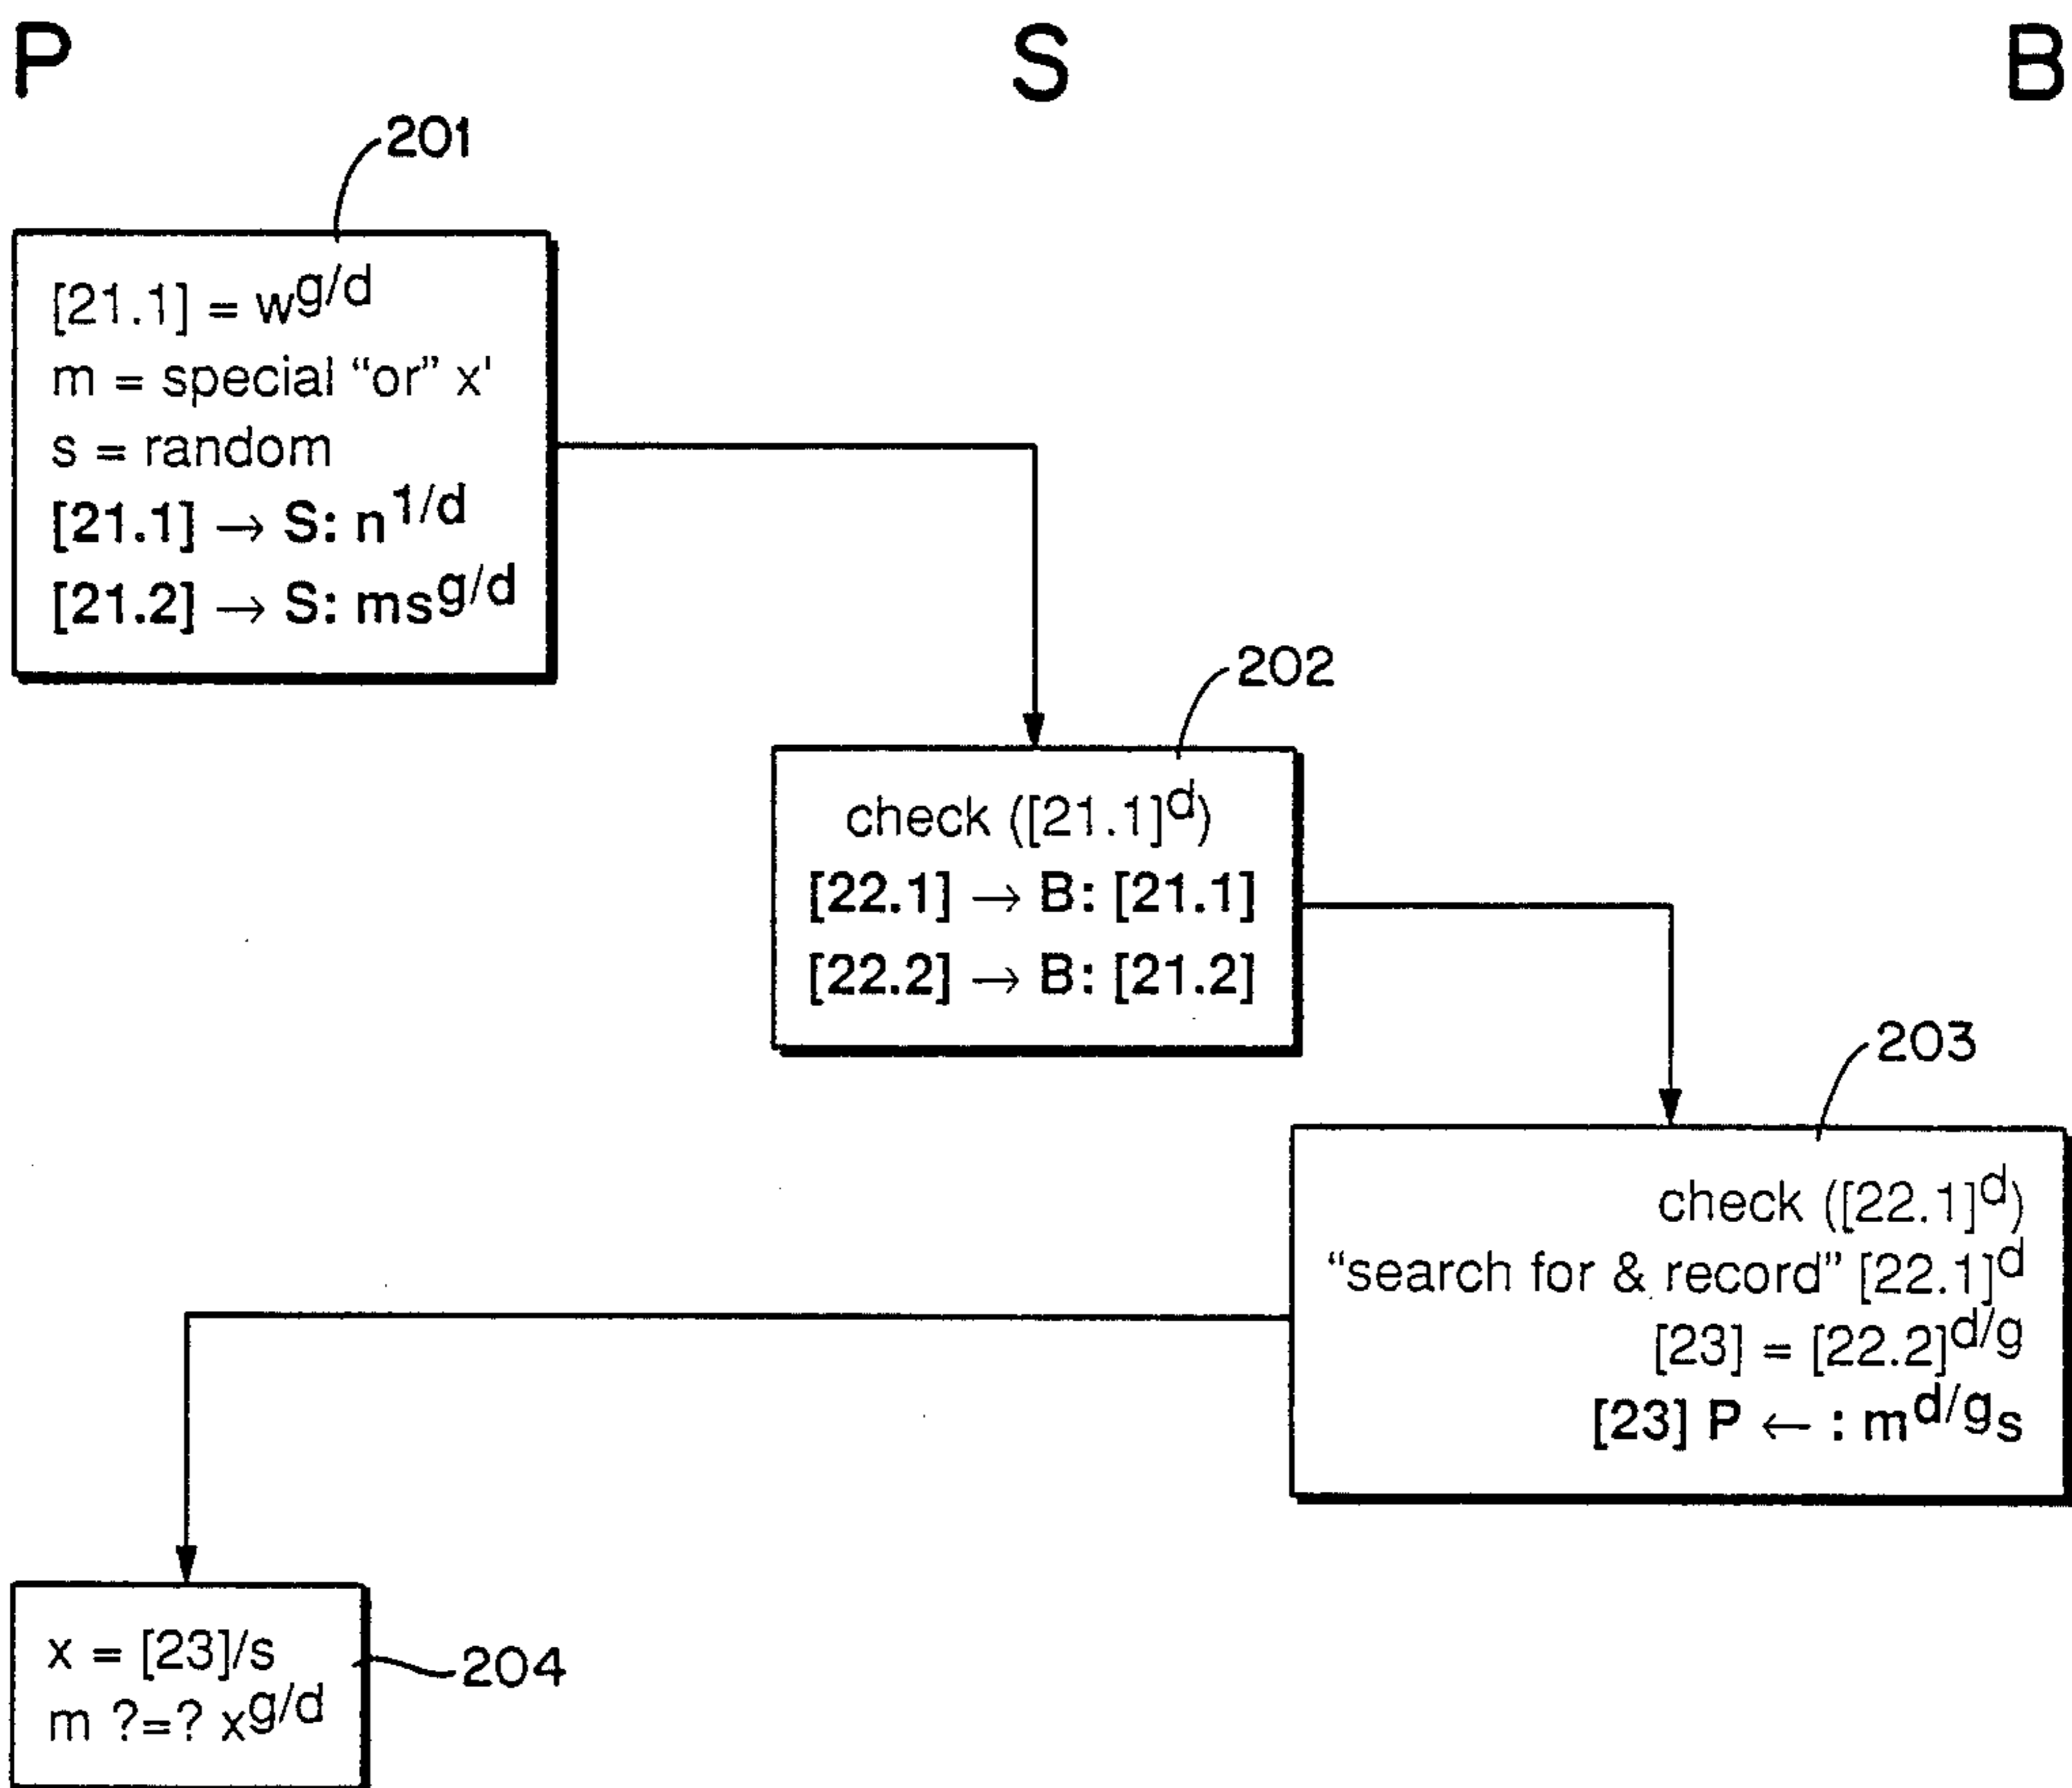 P S B
201
[21.1] = w^g/d
m = special “or” x'
s = random
[21.1] → S: n^1/d
[21.2] → S: ms^g/d
202
check ([21.1]^d)
[22.1] → B: [21.1]
[22.2] → B: [21.2]
203
check ([22.1]^d)
“search for & record” [22.1]^d
[23] = [22.2]^d/g
[23] P ← : m^d/g s
x = [23]/s
m ?=? x^g/d
204